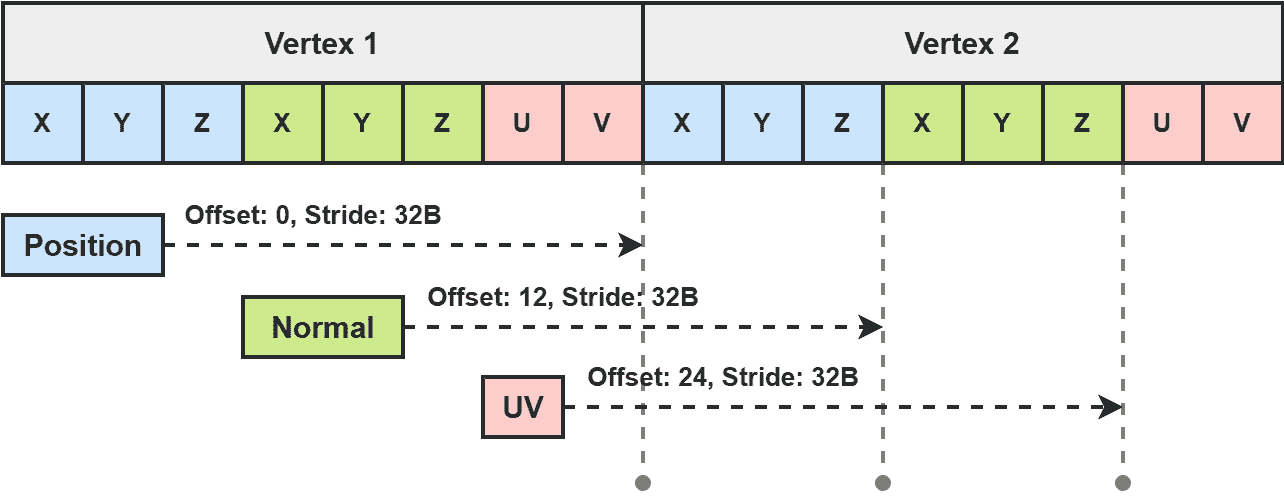 Vertex 1 Vertex 2
X Y Z X Y Z U V X Y Z X Y Z U V
Offset: 0, Stride: 32B
Position
Offset: 12, Stride: 32B
Normal
Offset: 24, Stride: 32B
UV